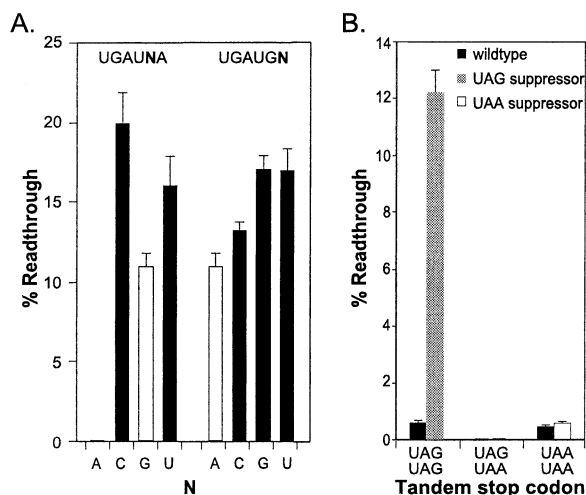 A.
25
20
15
10
5
0
% Readthrough
UGAUNA
UGAUGN
A C G U A C G U
N
B.
14
12
10
8
6
4
2
0
% Readthrough
wildtype
UAG suppressor
UAA suppressor
UAG UAG UAA
UAG UAA UAA
Tandem stop codon